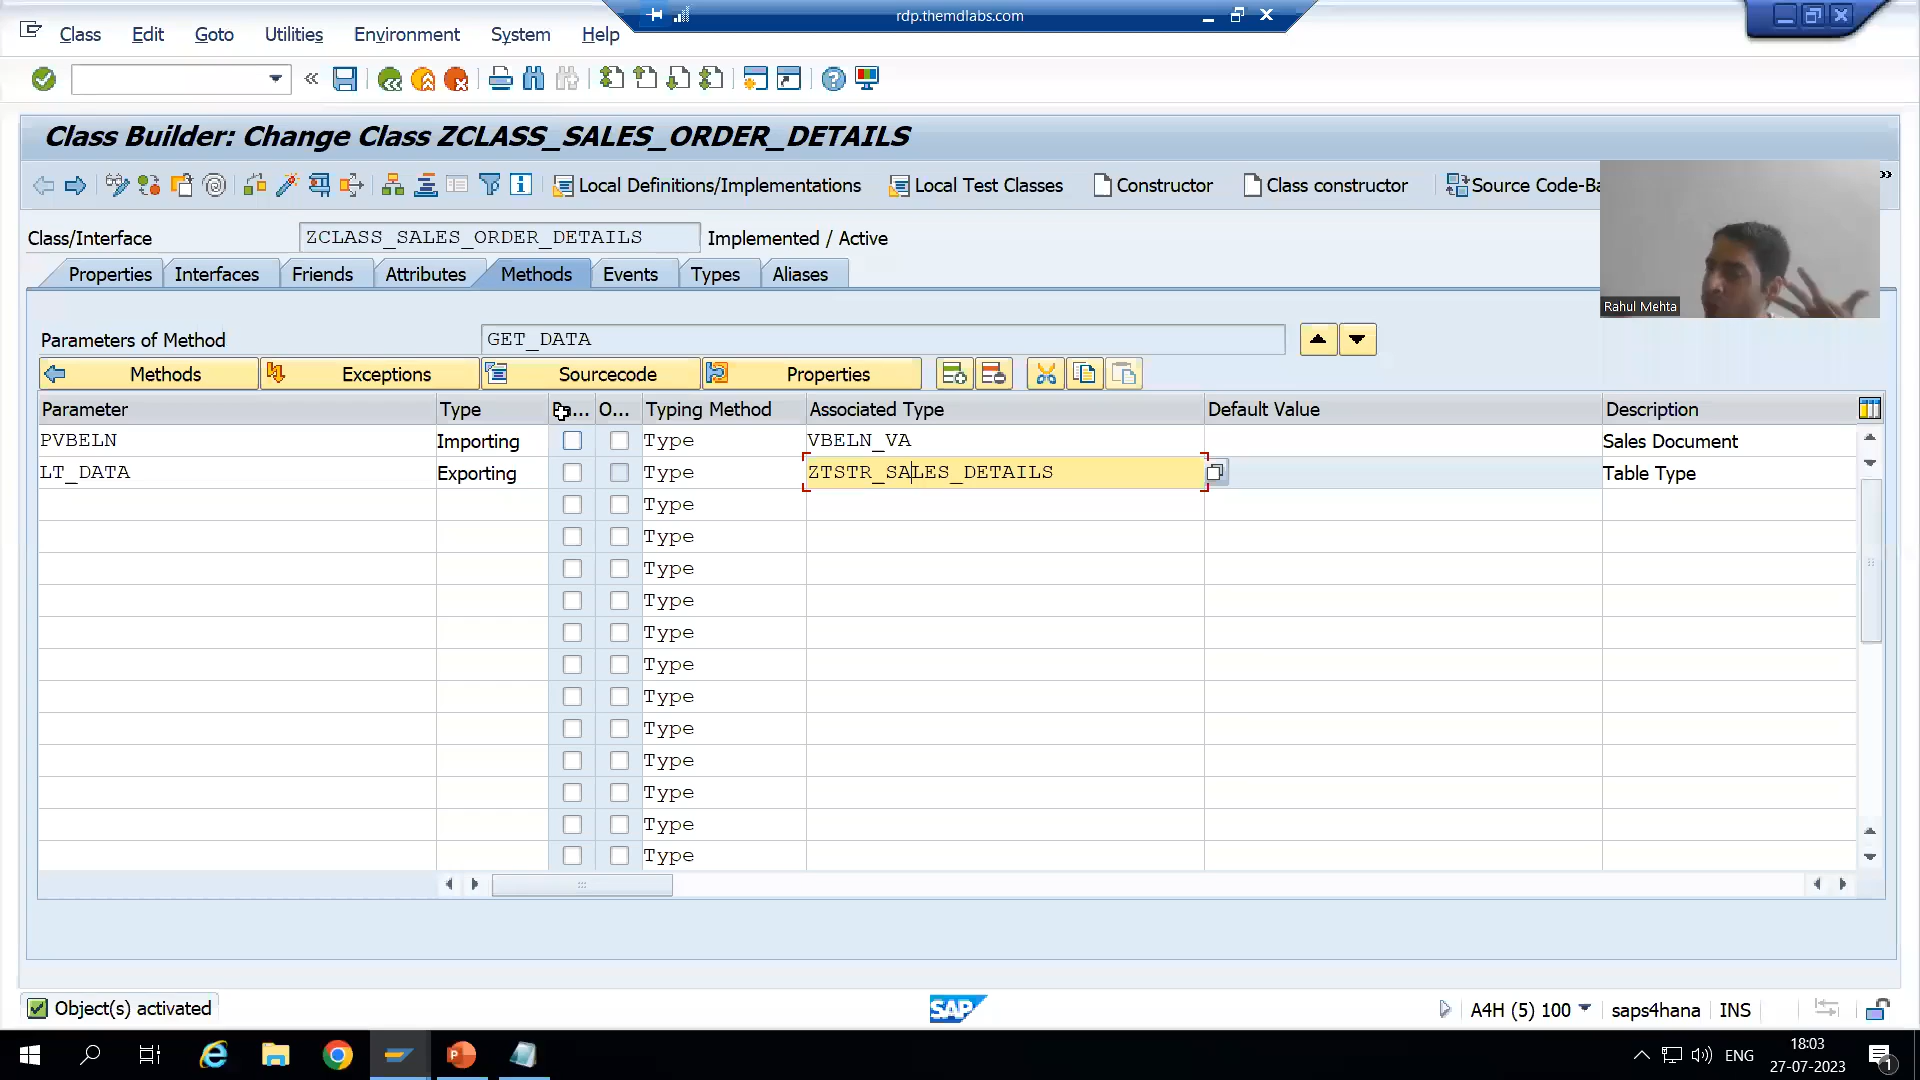 rdp.themdlabs.com
Class Edit Goto Utilities Environment System Help
Class Builder: Change Class ZCLASS_SALES_ORDER_DETAILS
Local Definitions/Implementations Local Test Classes Constructor Class constructor Source Code-Ba
Class/Interface ZCLASS_SALES_ORDER_DETAILS Implemented / Active
Properties Interfaces Friends Attributes Methods Events Types Aliases
Rahul Mehta
Parameters of Method GET_DATA
Methods Exceptions Sourcecode Properties
Parameter Type O... Typing Method Associated Type Default Value Description
PVBELN Importing Type VBELN_VA Sales Document
LT_DATA Exporting Type ZTSTR_SALES_DETAILS Table Type
Type
Type
Type
Type
Type
Type
Type
Type
Type
Type
Type
Type
Object(s) activated SAP A4H (5) 100 saps4hana INS
ENG 18:03
27-07-2023
1